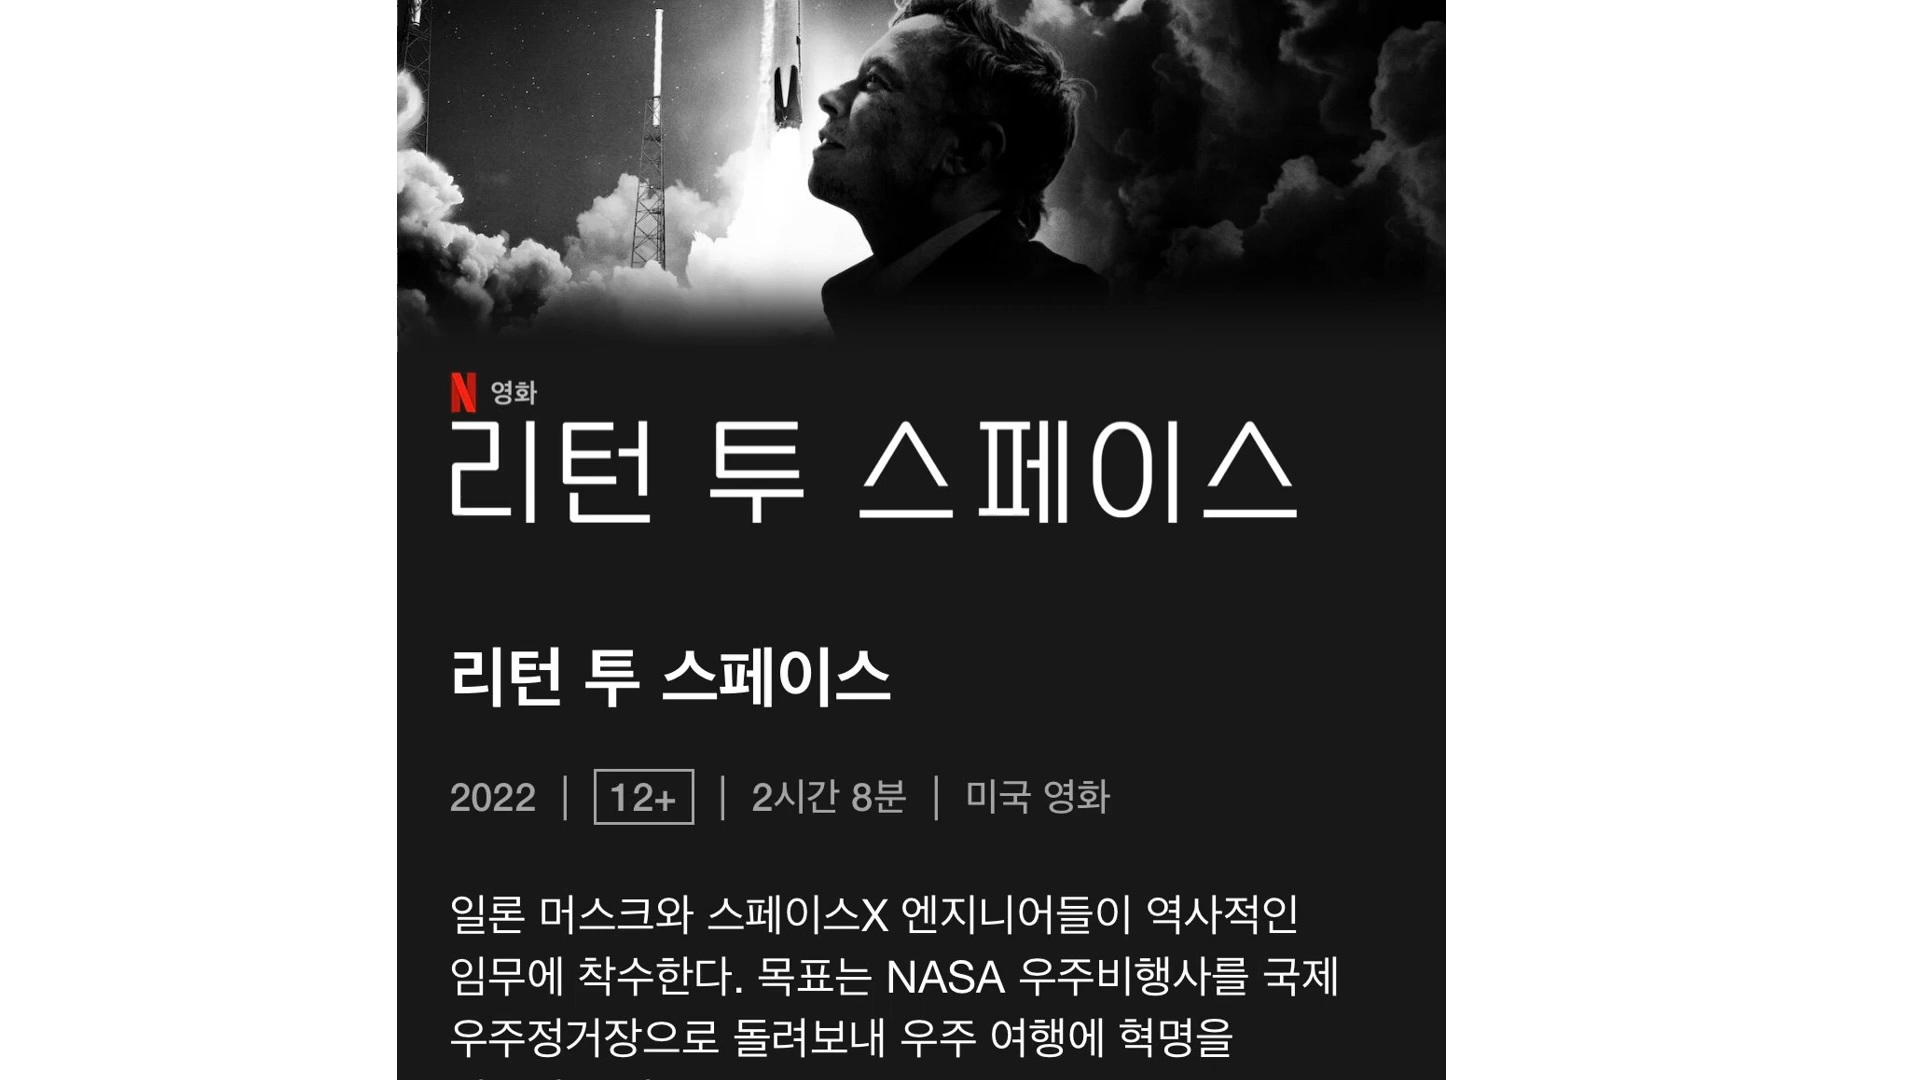 N 영화
리턴 투 스페이스
리턴 투 스페이스
2022 | 12+ | 2시간 8분 | 미국 영화
일론 머스크와 스페이스X 엔지니어들이 역사적인
임무에 착수한다. 목표는 NASA 우주비행사를 국제
우주정거장으로 돌려보내 우주 여행에 혁명을